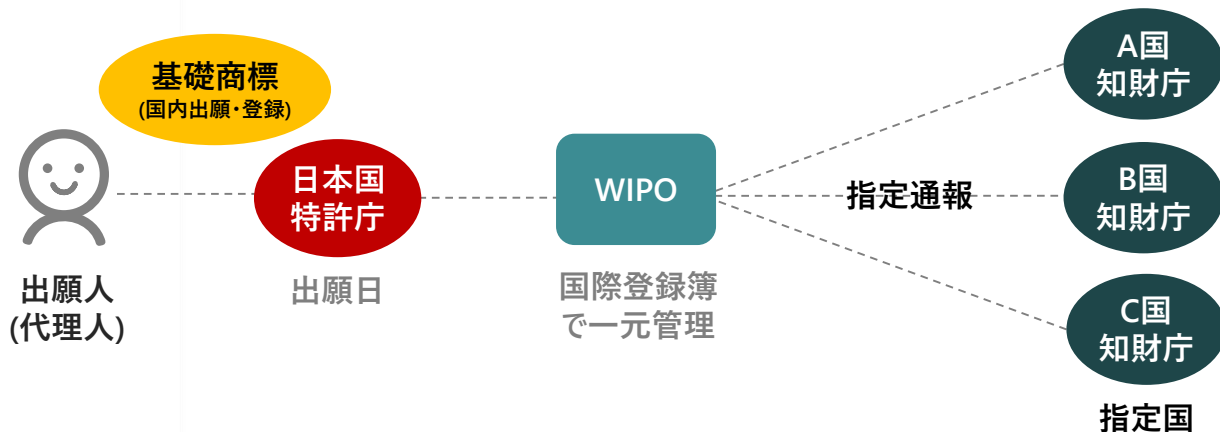 基礎商標
(国内出願・登録)
出願人
(代理人)
日本国
特許庁
出願日
WIPO
国際登録簿
で一元管理
指定通報
A国
知財庁
B国
知財庁
C国
知財庁
指定国